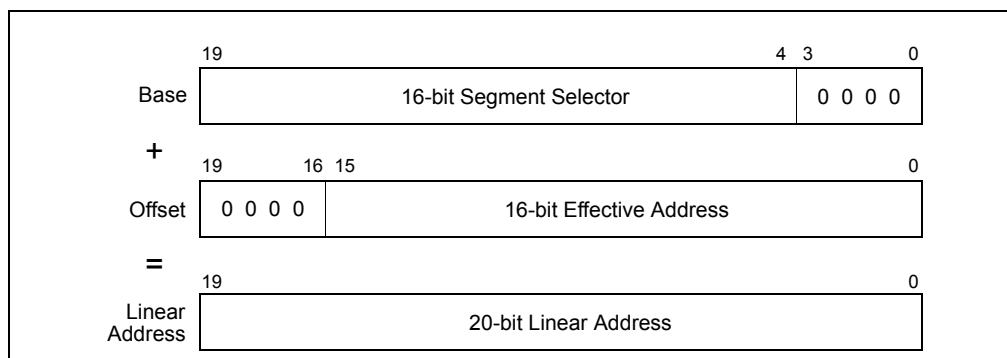 19 4 3 0
Base 16-bit Segment Selector 0 0 0 0
+
19 16 15 0
Offset 0 0 0 0 16-bit Effective Address
=
19 0
Linear
Address 20-bit Linear Address